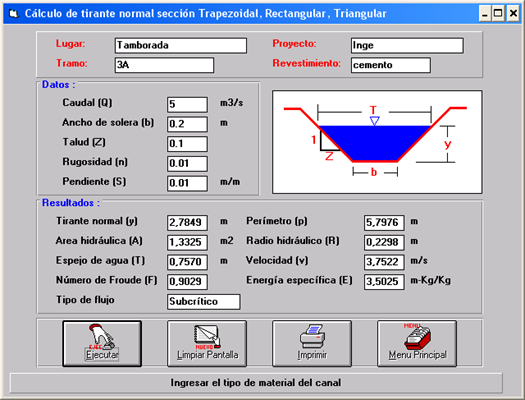 Cálculo de tirante normal sección Trapezoidal, Rectangular, Triangular
Lugar: Tamborada Proyecto: Inge
Tramo: 3A Revestimiento: cemento
Datos :
Caudal (Q) 5 m3/s
Ancho de solera (b) 0.2 m
Talud (Z) 0.1
Rugosidad (n) 0.01
Pendiente (S) 0.01 m/m
T
1
Z
b
y
Resultados :
Tirante normal (y) 2,7849 m Perímetro (p) 5,7976 m
Area hidráulica (A) 1,3325 m2 Radio hidráulico (R) 0,2298 m
Espejo de agua (T) 0,7570 m Velocidad (v) 3,7522 m/s
Número de Froude (F) 0,9029 Energía específica (E) 3,5025 m-Kg/Kg
Tipo de flujo Subcrítico
Ejecutar Limpiar Pantalla Imprimir Menu Principal
Ingresar el tipo de material del canal